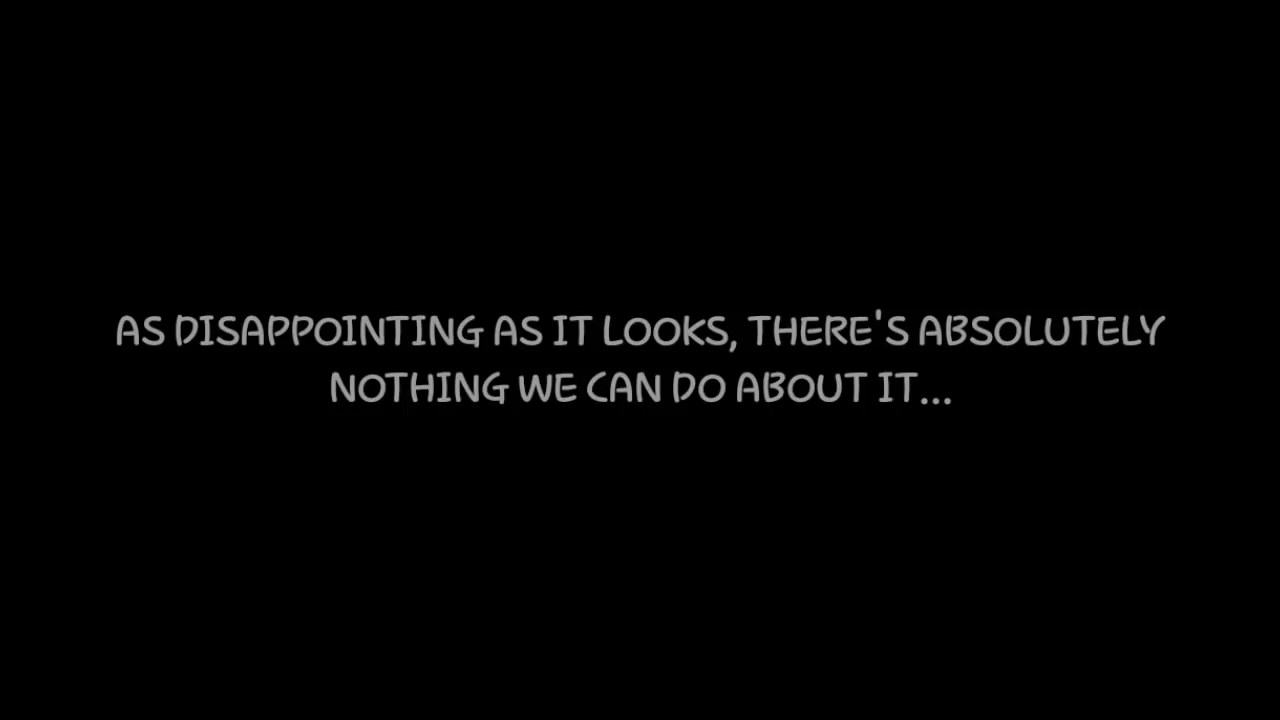 AS DISAPPOINTING AS IT LOOKS, THERE'S ABSOLUTELY
NOTHING WE CAN DO ABOUT IT...